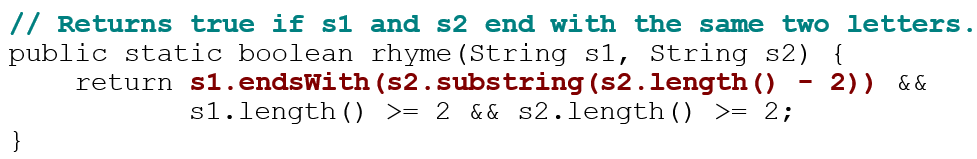 // Returns true if s1 and s2 end with the same two letters.
public static boolean rhyme(String s1, String s2) {
    return s1.endsWith(s2.substring(s2.length() - 2)) &&
           s1.length() >= 2 && s2.length() >= 2;
}